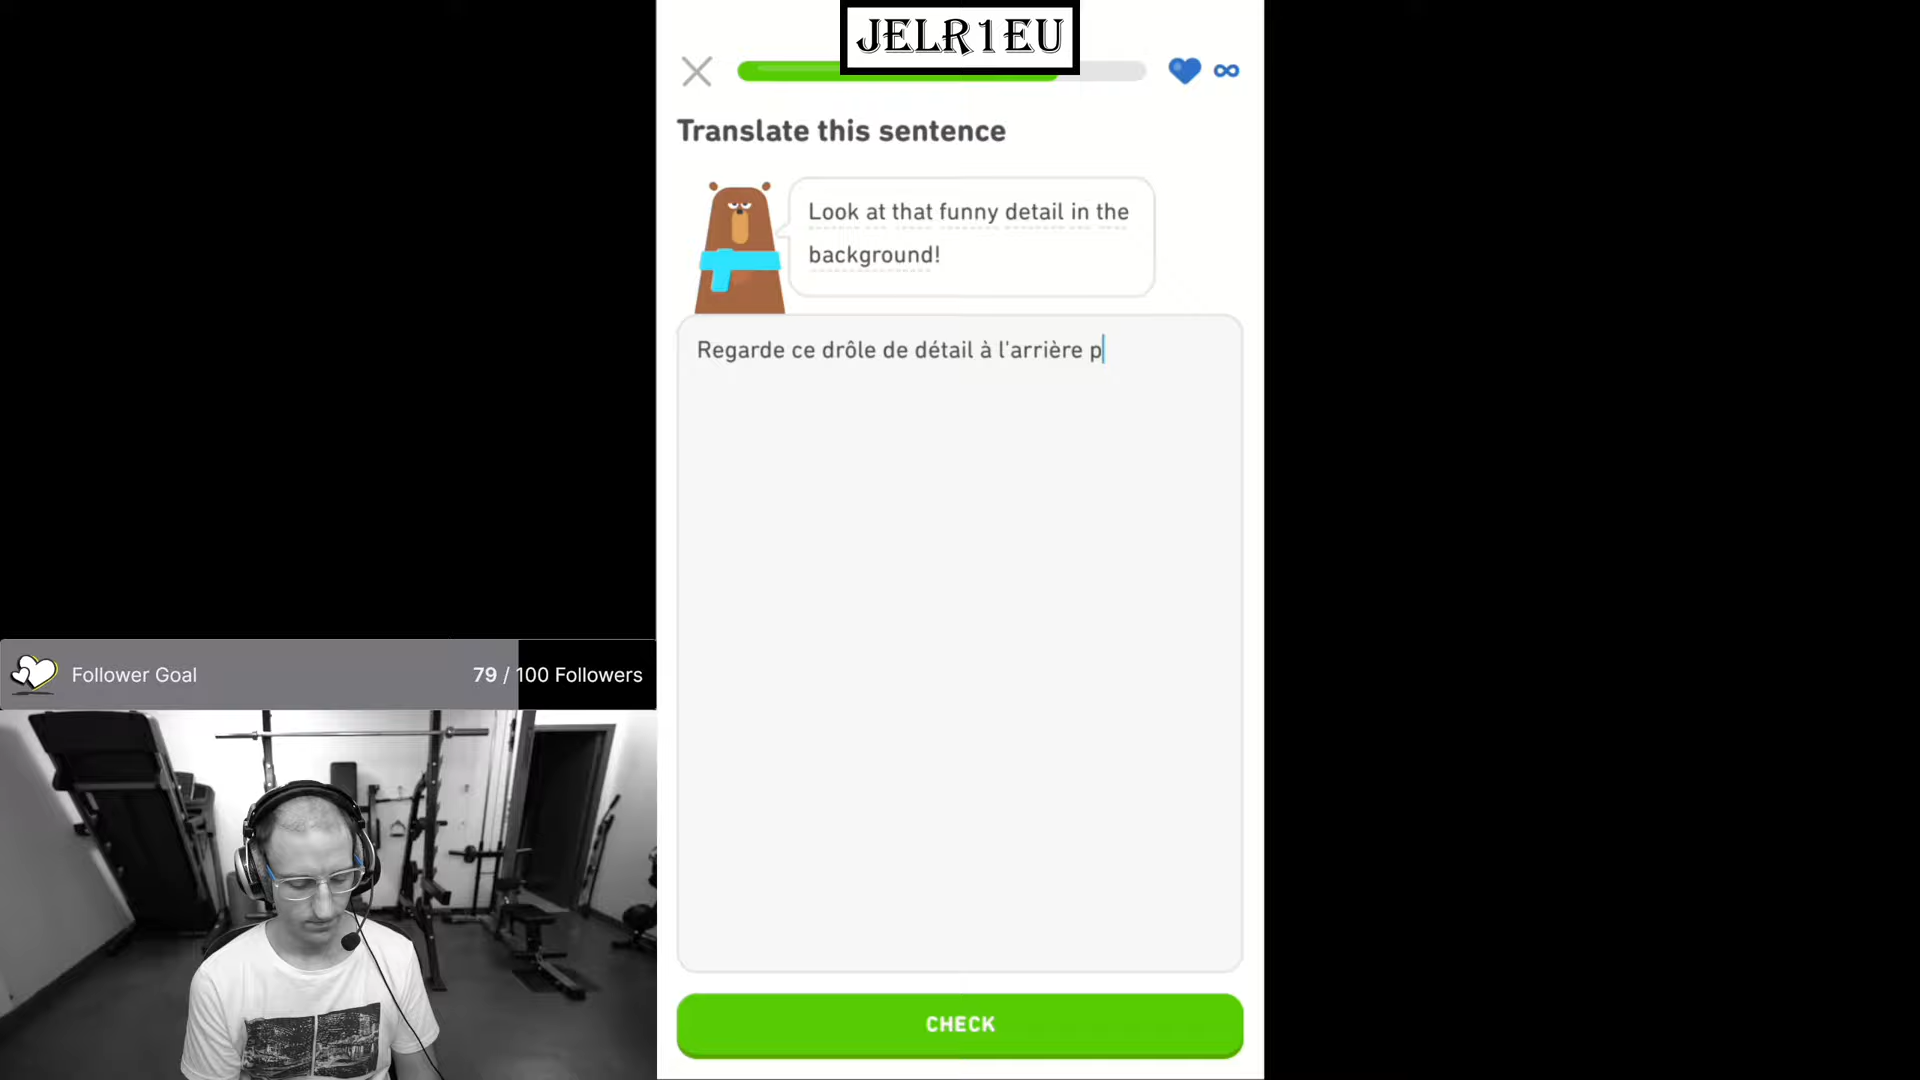 JELR1EU
∞
Translate this sentence
Look at that funny detail in the
background!
Regarde ce drôle de détail à l'arrière p
CHECK
Follower Goal
79 / 100 Followers